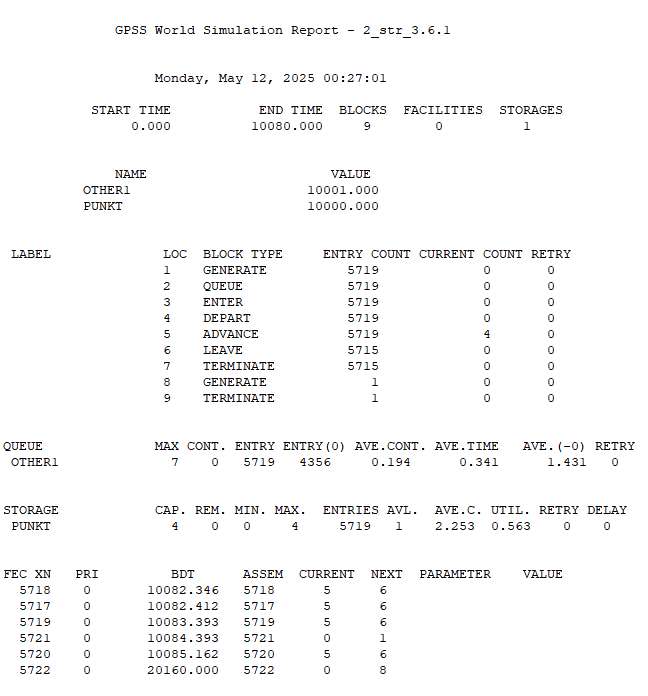 GPSS World Simulation Report - 2_str_3.6.1
Monday, May 12, 2025 00:27:01
START TIME END TIME BLOCKS FACILITIES STORAGES
0.000 10080.000 9 0 1
NAME VALUE
OTHER1 10001.000
PUNKT 10000.000
LABEL LOC BLOCK TYPE ENTRY COUNT CURRENT COUNT RETRY
1 GENERATE 5719 0 0
2 QUEUE 5719 0 0
3 ENTER 5719 0 0
4 DEPART 5719 0 0
5 ADVANCE 5719 4 0
6 LEAVE 5715 0 0
7 TERMINATE 5715 0 0
8 GENERATE 1 0 0
9 TERMINATE 1 0 0
QUEUE MAX CONT. ENTRY ENTRY(0) AVE.CONT. AVE.TIME AVE.(-0) RETRY
OTHER1 7 0 5719 4356 0.194 0.341 1.431 0
STORAGE CAP. REM. MIN. MAX. ENTRIES AVL. AVE.C. UTIL. RETRY DELAY
PUNKT 4 0 0 4 5719 1 2.253 0.563 0 0
FEC XN PRI BDT ASSEM CURRENT NEXT PARAMETER VALUE
5718 0 10082.346 5718 5 6
5717 0 10082.412 5717 5 6
5719 0 10083.393 5719 5 6
5721 0 10084.393 5721 0 1
5720 0 10085.162 5720 5 6
5722 0 20160.000 5722 0 8